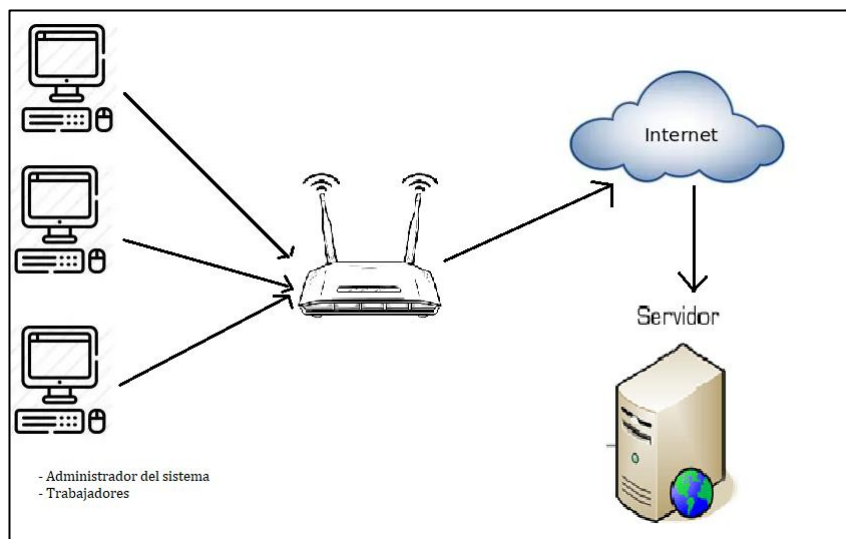 Internet
Servidor
- Administrador del sistema
- Trabajadores